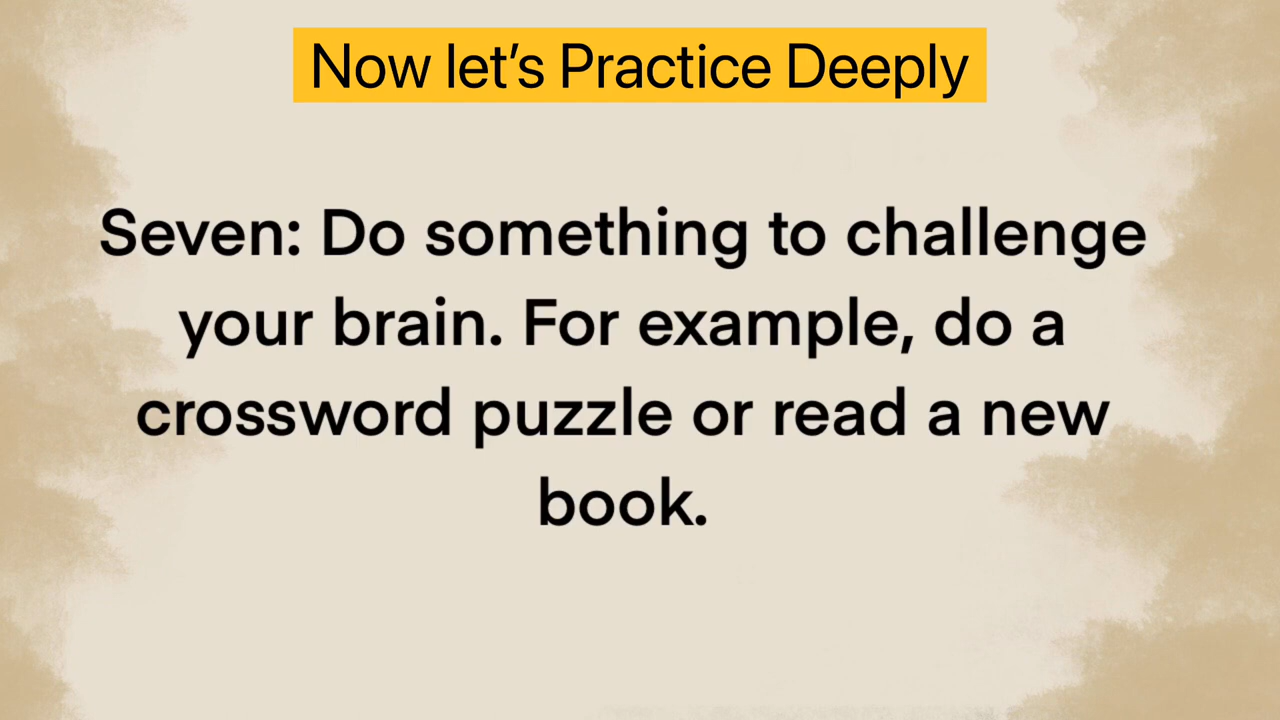 Now let’s Practice Deeply
Seven: Do something to challenge
your brain. For example, do a
crossword puzzle or read a new
book.